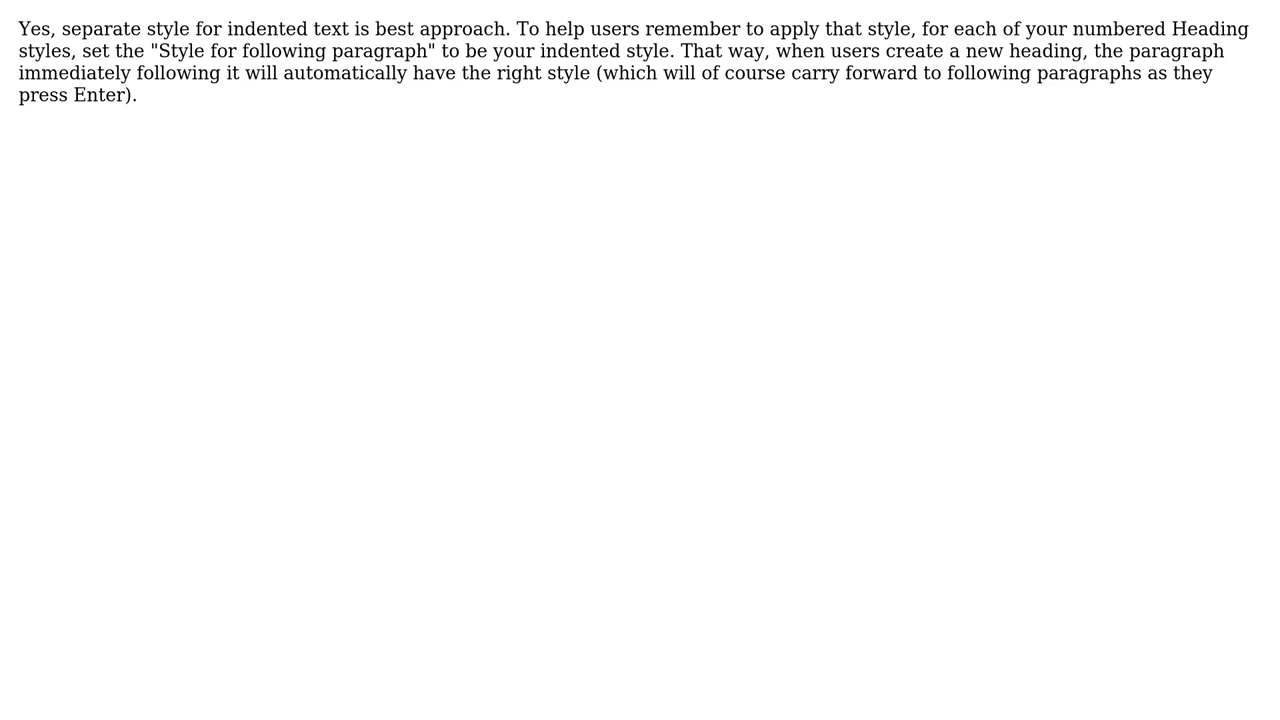 Yes, separate style for indented text is best approach. To help users remember to apply that style, for each of your numbered Heading
styles, set the "Style for following paragraph" to be your indented style. That way, when users create a new heading, the paragraph
immediately following it will automatically have the right style (which will of course carry forward to following paragraphs as they
press Enter).